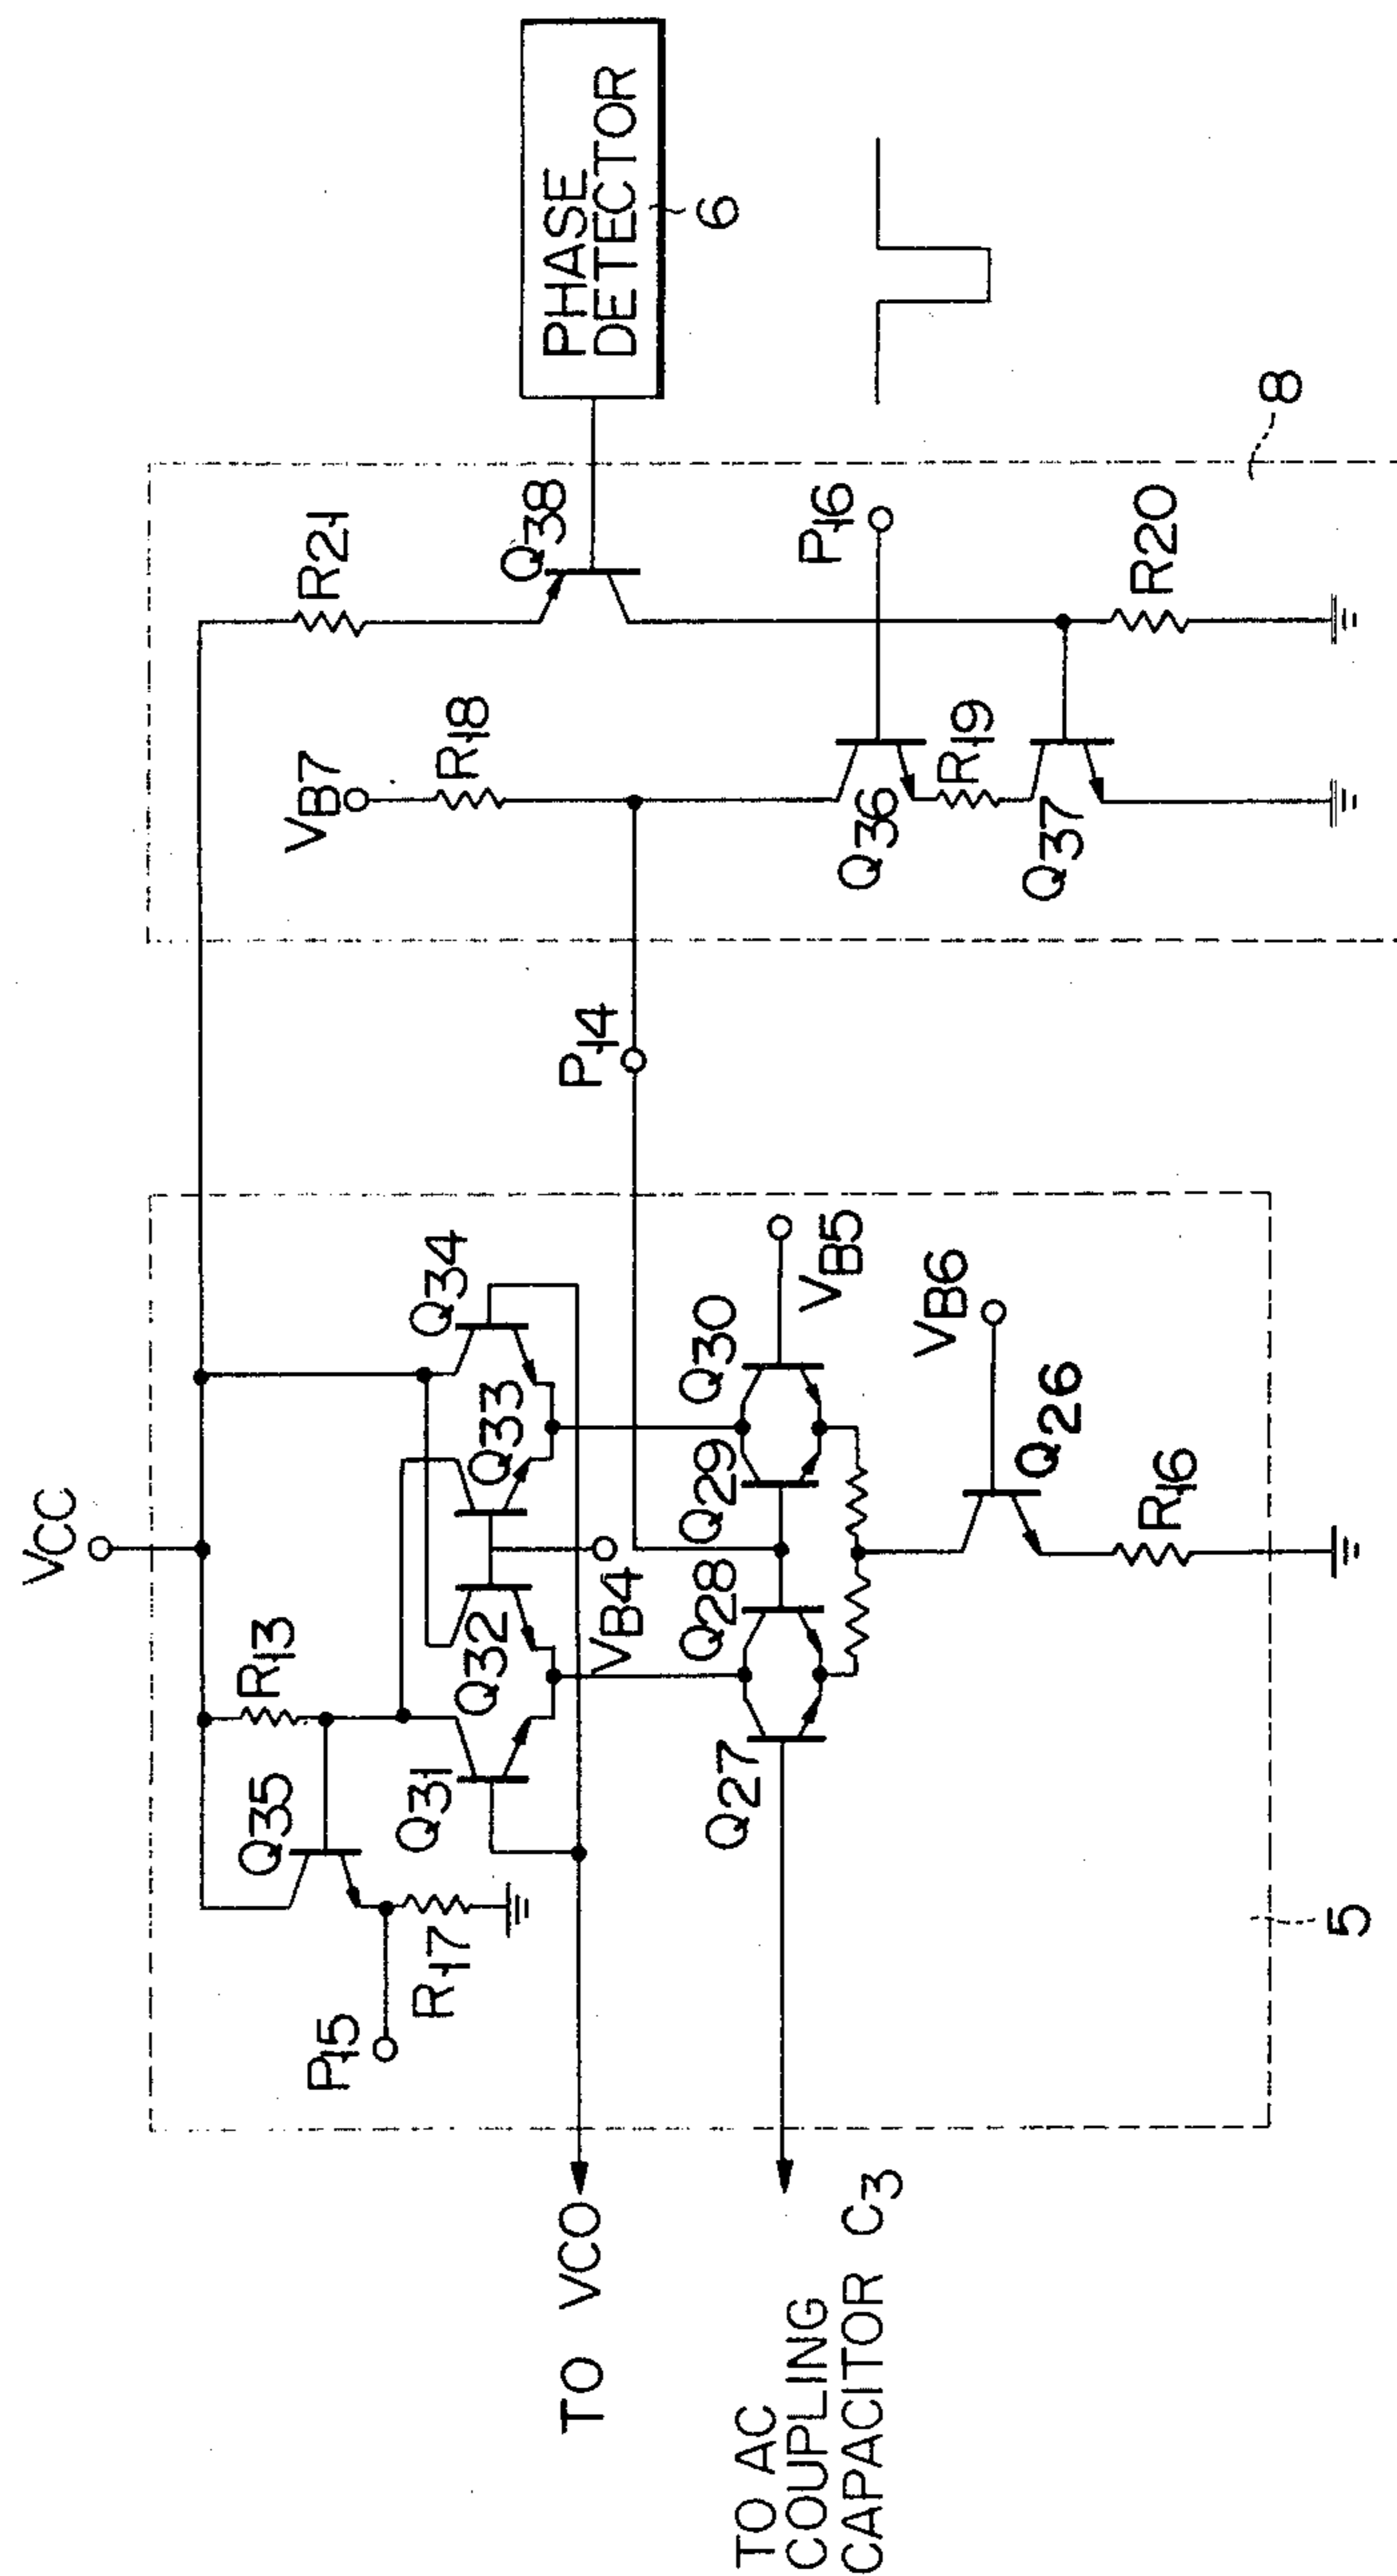 VCC
R13
Q35
Q31
Q32
Q33
Q34
P15
R17
VB4
TO VCO
P14
Q27
Q28
Q29
Q30
VB5
VB6
Q26
R16
TO AC
COUPLING
CAPACITOR C3
5
VB7
R18
R21
Q38
PHASE
DETECTOR
6
P16
Q36
R19
Q37
R20
8